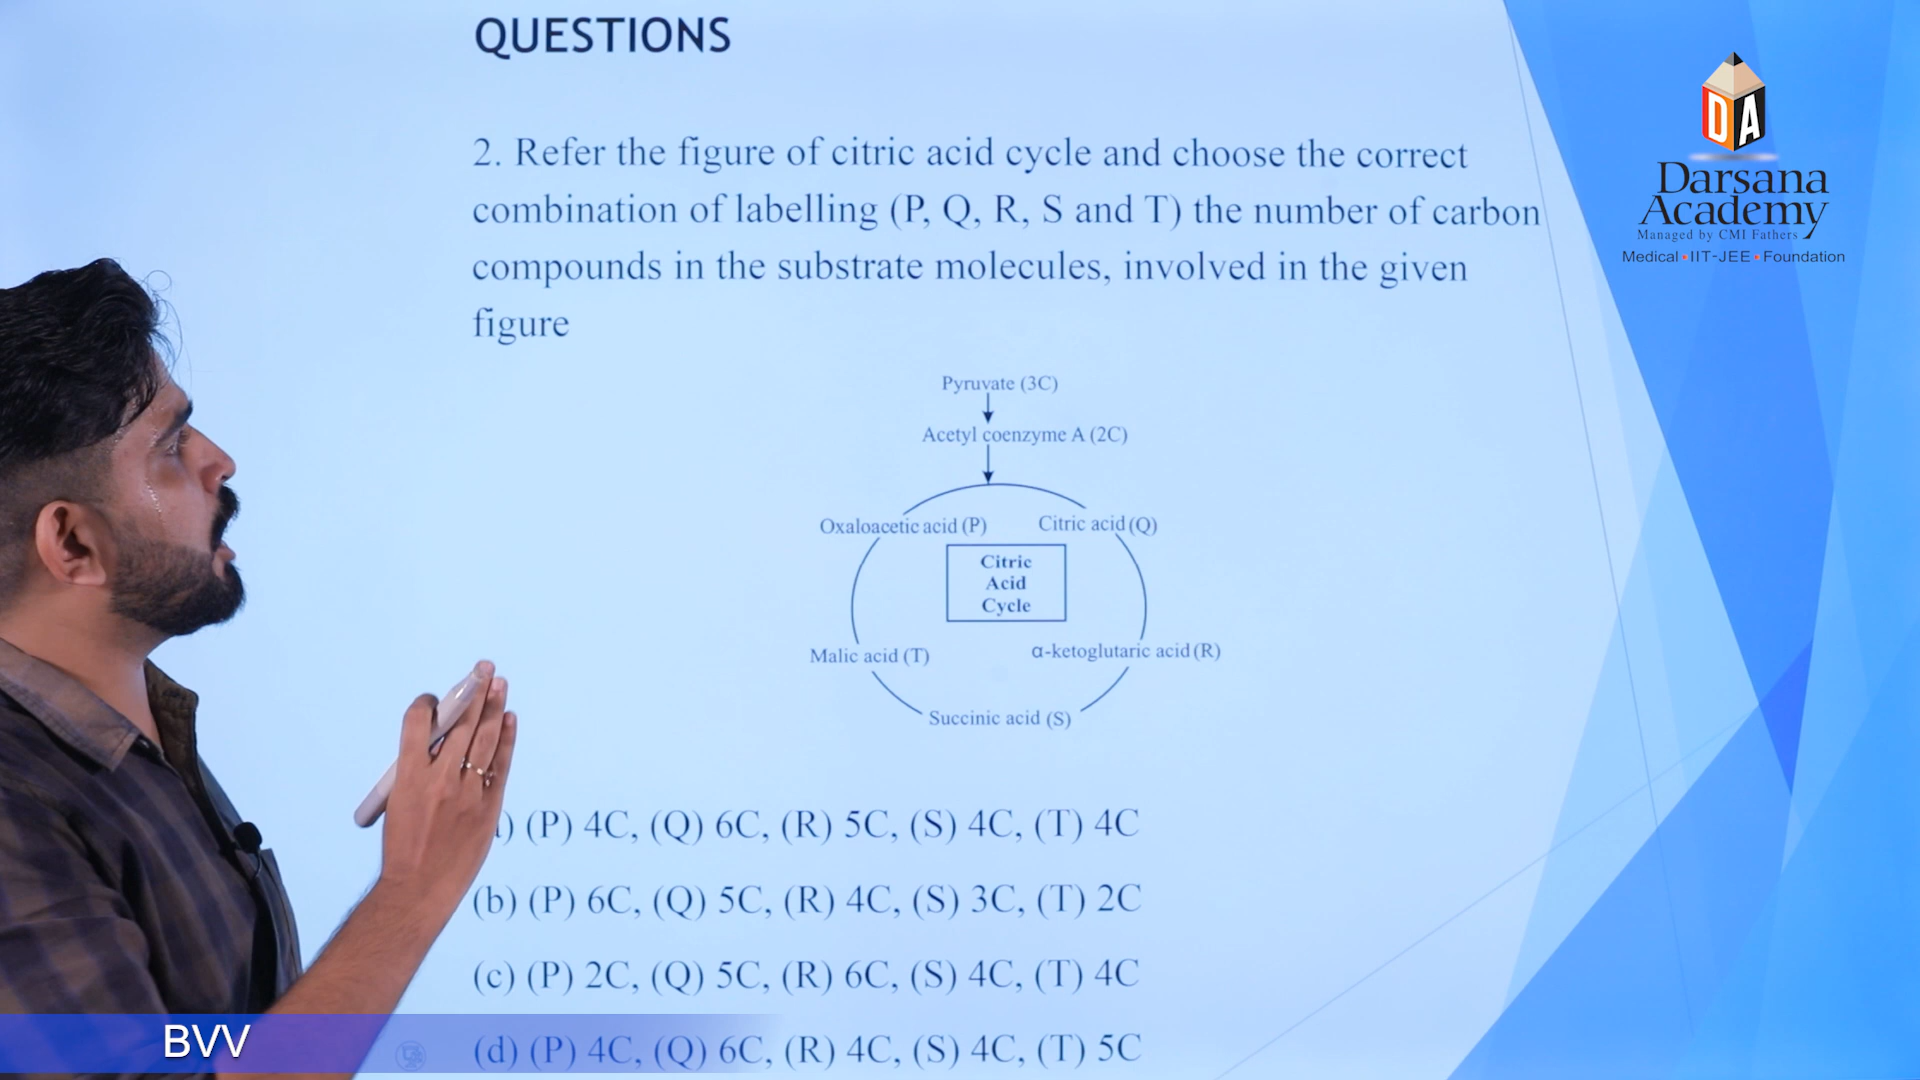 QUESTIONS
2. Refer the figure of citric acid cycle and choose the correct
combination of labelling (P, Q, R, S and T) the number of carbon
compounds in the substrate molecules, involved in the given
figure
Pyruvate (3C)
Acetyl coenzyme A (2C)
Oxaloacetic acid (P)
Citric acid (Q)
Citric
Acid
Cycle
Malic acid (T)
α-ketoglutaric acid (R)
Succinic acid (S)
) (P) 4C, (Q) 6C, (R) 5C, (S) 4C, (T) 4C
(b) (P) 6C, (Q) 5C, (R) 4C, (S) 3C, (T) 2C
(c) (P) 2C, (Q) 5C, (R) 6C, (S) 4C, (T) 4C
(d) (P) 4C, (Q) 6C, (R) 4C, (S) 4C, (T) 5C
BVV
DA
Darsana
Academy
Managed by CMI Fathers
Medical • IIT-JEE • Foundation